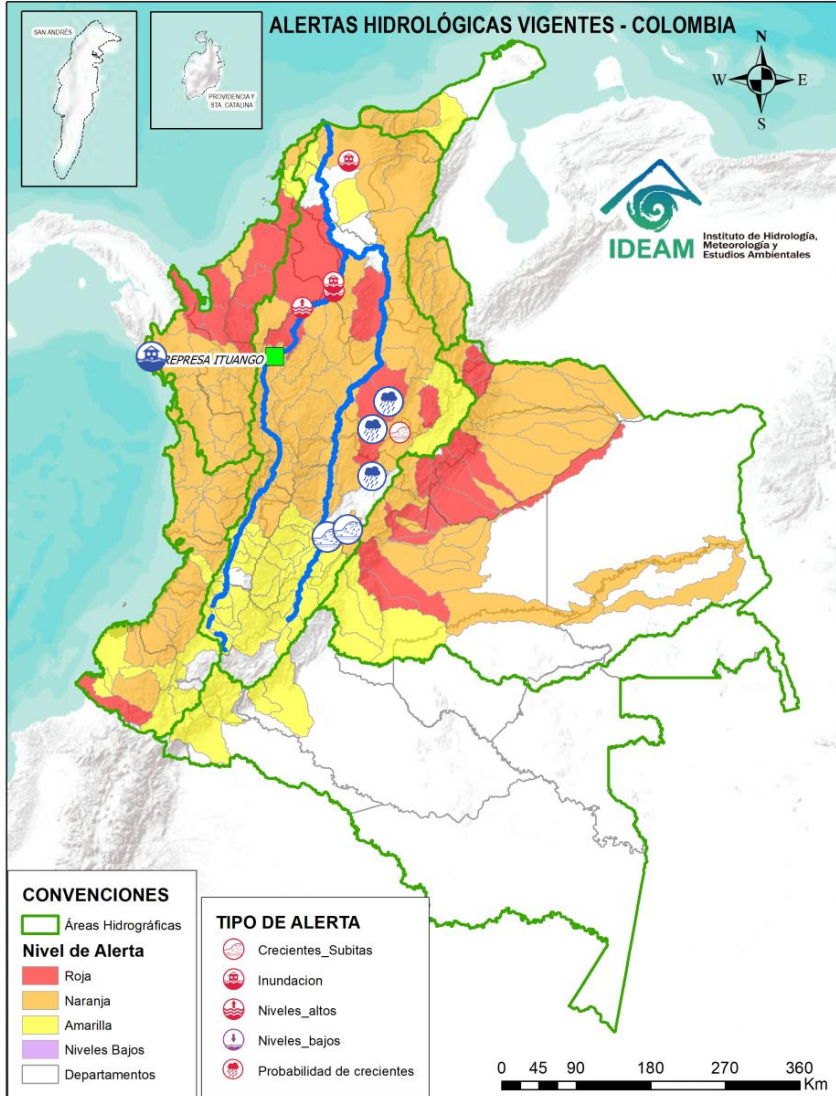 ALERTAS HIDROLÓGICAS VIGENTES - COLOMBIA
SAN ANDRÉS
PROVIDENCIA Y
STA. CATALINA
N
W
E
S
IDEAM
Instituto de Hidrología,
Meteorología y
Estudios Ambientales
REPRESA ITUANGO
CONVENCIONES
Áreas Hidrográficas
Nivel de Alerta
Roja
Naranja
Amarilla
Niveles Bajos
Departamentos
TIPO DE ALERTA
Crecientes_Subitas
Inundacion
Niveles_altos
Niveles_bajos
Probabilidad de crecientes
0 45 90 180 270 360
Km